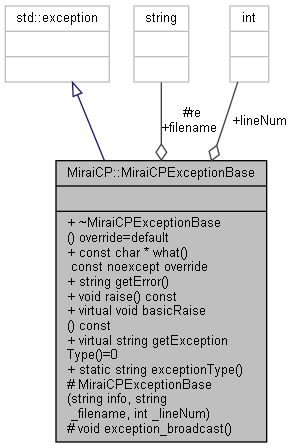 std::exception
string
int
#re
+filename
+lineNum
MiraiCP::MiraiCPExceptionBase
+ ~MiraiCPExceptionBase
() override=default
+ const char * what()
const noexcept override
+ string getError()
+ void raise() const
+ virtual void basicRaise
() const
+ virtual string getException
Type()=0
+ static string exceptionType()
# MiraiCPExceptionBase
(string info, string
_filename, int _lineNum)
# void exception_broadcast()